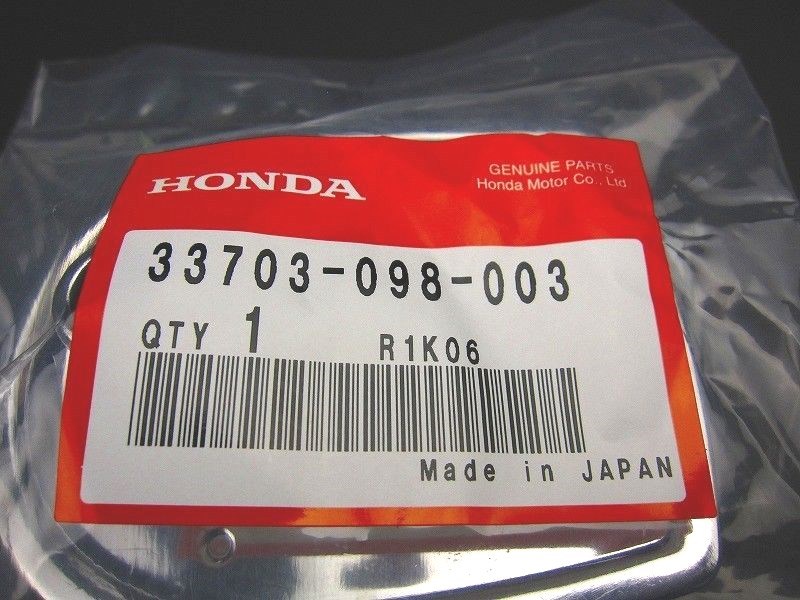 HONDA
GENUINE PARTS
Honda Motor Co., Ltd
33703-098-003
QTY 1 R1K06
Made in JAPAN